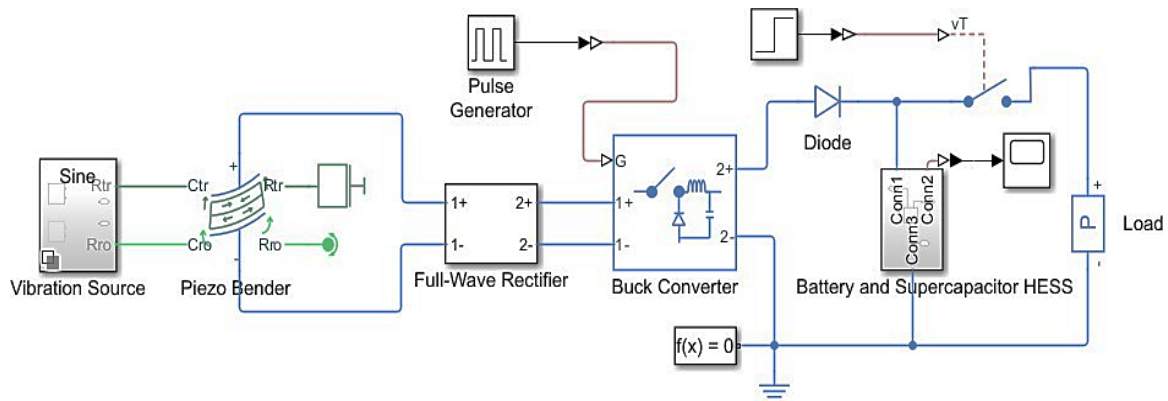 vT
Pulse
Generator
Diode
G
Sine
Rtr
Ctr
+
Rtr
2+
Conn1
Conn2
Conn3
+
1+
2+
1+
P
Load
Rro
Cro
Rro
1-
2-
1-
2-
-
-
Vibration Source
Piezo Bender
Full-Wave Rectifier
Buck Converter
Battery and Supercapacitor HESS
f(x) = 0